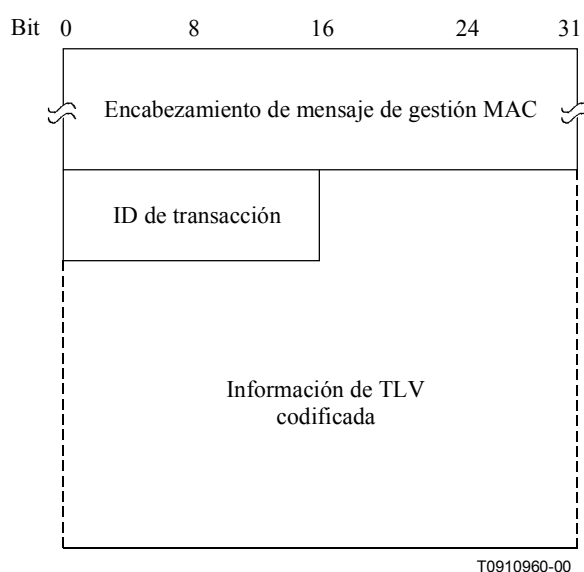 Bit 0 8 16 24 31
Encabezamiento de mensaje de gestión MAC
ID de transacción
Información de TLV
codificada
T0910960-00